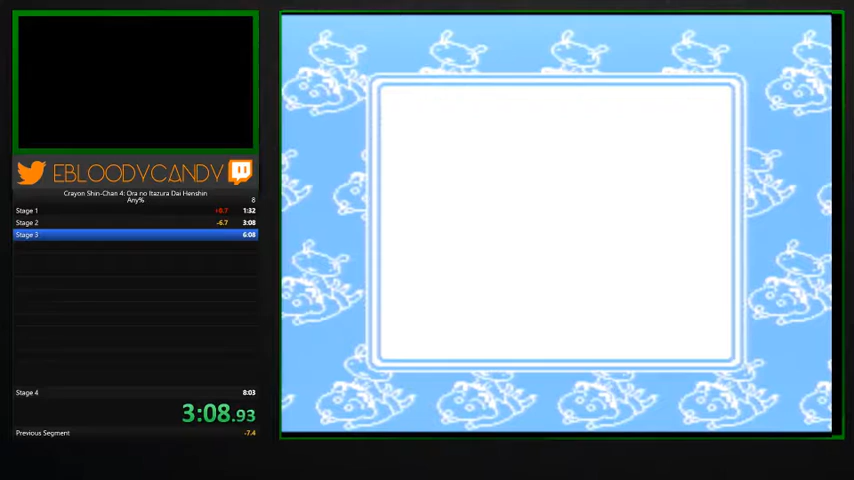 EBLOODYCANDY
Crayon Shin-Chan 4: Ora no Itazura Dai Henshin
Any%
6
Stage 1 +0.7 1:32
Stage 2 -6.7 3:08
Stage 3 6:08
Stage 4 8:03
3:08.93
Previous Segment -7.4